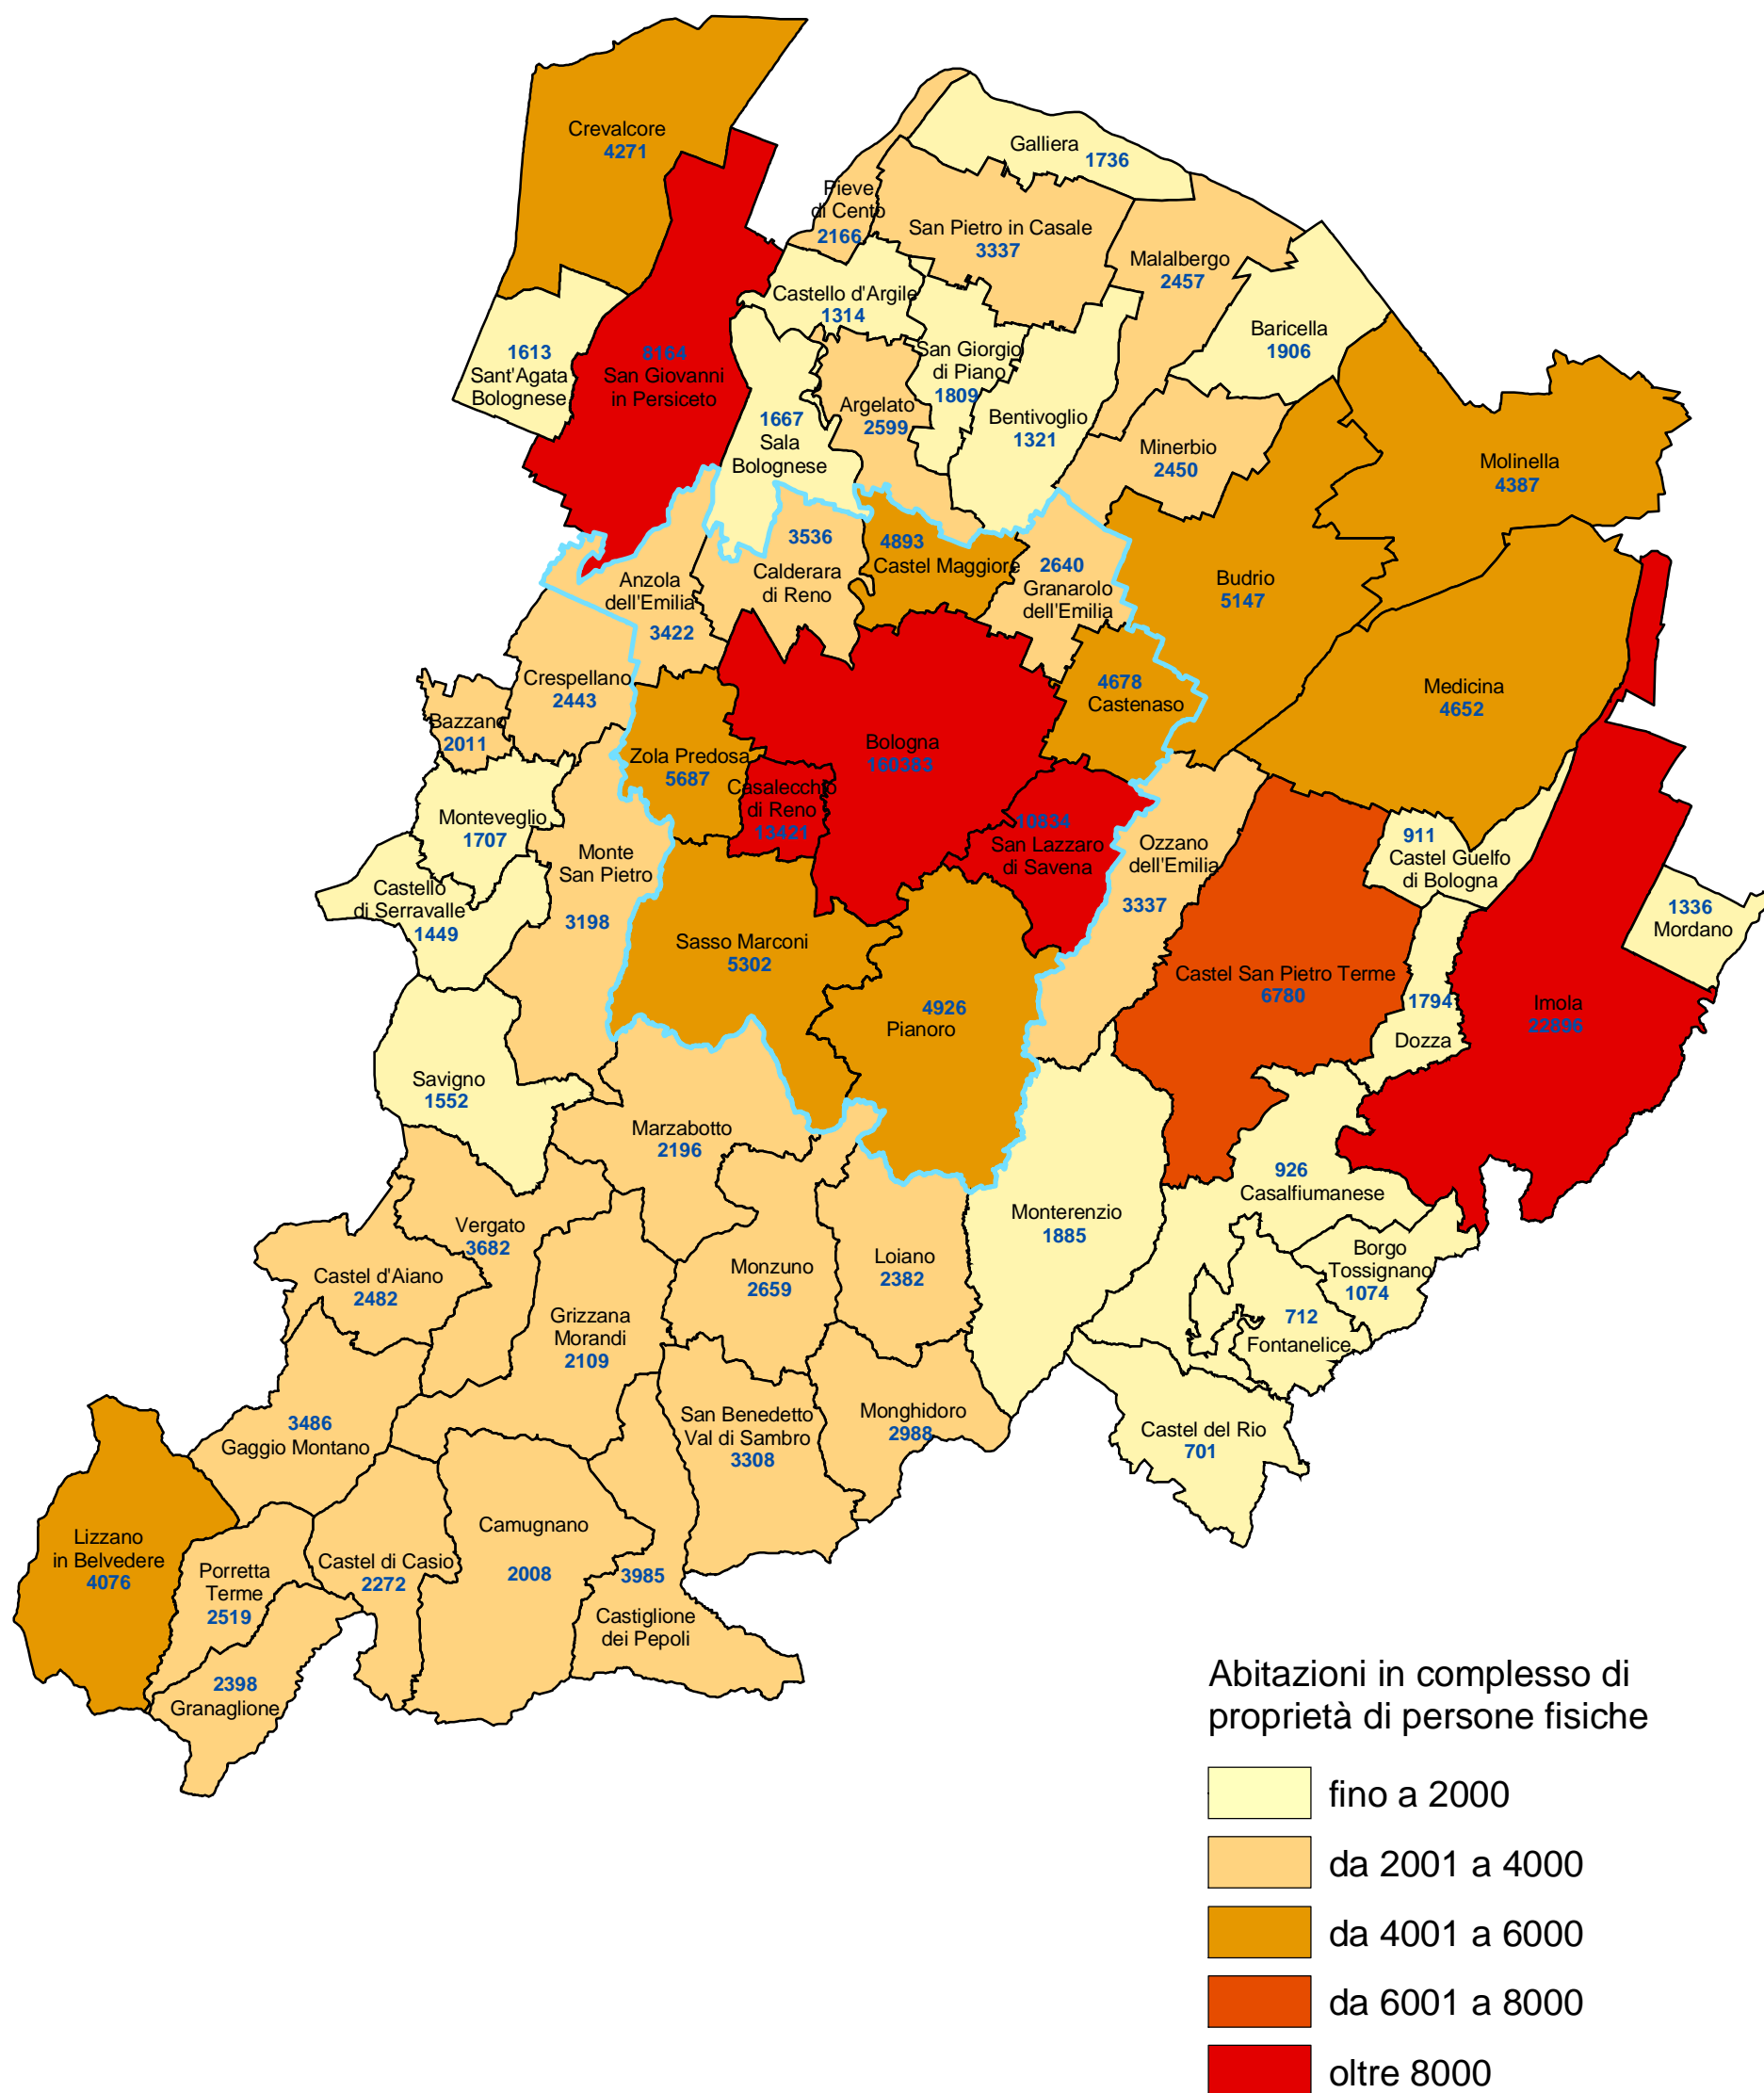 Crevalcore
4271
Galliera
1736
Pieve
di Cento
2166
San Pietro in Casale
3337
Malalbergo
2457
Castello d'Argile
1314
Baricella
1906
1613
Sant'Agata
Bolognese
8164
San Giovanni
in Persiceto
San Giorgio
di Piano
1809
1667
Sala
Bolognese
Argelato
2599
Bentivoglio
1321
Minerbio
2450
Molinella
4387
3536
Calderara
di Reno
4893
Castel Maggiore
2640
Granarolo
dell'Emilia
Budrio
5147
Anzola
dell'Emilia
3422
Crespellano
2443
4678
Castenaso
Medicina
4652
Bazzano
2011
Zola Predosa
5687
Bologna
160383
Casalecchio
di Reno
13421
Monteveglio
1707
10834
San Lazzaro
di Savena
Ozzano
dell'Emilia
3337
911
Castel Guelfo
di Bologna
Monte
San Pietro
3198
Castello
di Serravalle
1449
1336
Mordano
Sasso Marconi
5302
Castel San Pietro Terme
6780
1794
Dozza
Imola
22896
4926
Pianoro
Savigno
1552
Marzabotto
2196
926
Casalfiumanese
Monterenzio
1885
Vergato
3682
Castel d'Aiano
2482
Monzuno
2659
Loiano
2382
Borgo
Tossignano
1074
Grizzana
Morandi
2109
712
Fontanelice
3486
Gaggio Montano
San Benedetto
Val di Sambro
3308
Monghidoro
2988
Castel del Rio
701
Lizzano
in Belvedere
4076
Porretta
Terme
2519
Castel di Casio
2272
Camugnano
2008
3985
Castiglione
dei Pepoli
2398
Granaglione
Abitazioni in complesso di
proprietà di persone fisiche
fino a 2000
da 2001 a 4000
da 4001 a 6000
da 6001 a 8000
oltre 8000